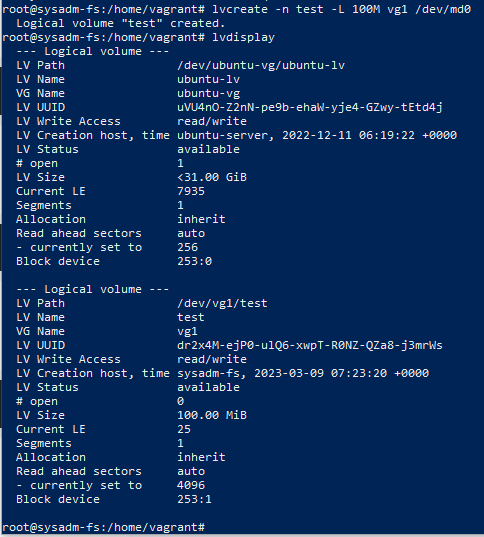 root@sysadm-fs:/home/vagrant# lvcreate -n test -L 100M vg1 /dev/md0
Logical volume "test" created.
root@sysadm-fs:/home/vagrant# lvdisplay
--- Logical volume ---
LV Path /dev/ubuntu-vg/ubuntu-lv
LV Name ubuntu-lv
VG Name ubuntu-vg
LV UUID uVU4nO-Z2nN-pe9b-ehaW-yje4-GZwy-tEtd4j
LV Write Access read/write
LV Creation host, time ubuntu-server, 2022-12-11 06:19:22 +0000
LV Status available
# open 1
LV Size <31.00 GiB
Current LE 7935
Segments 1
Allocation inherit
Read ahead sectors auto
- currently set to 256
Block device 253:0
--- Logical volume ---
LV Path /dev/vg1/test
LV Name test
VG Name vg1
LV UUID dr2x4M-ejP0-ulQ6-xwpT-R0NZ-QZa8-j3mrWs
LV Write Access read/write
LV Creation host, time sysadm-fs, 2023-03-09 07:23:20 +0000
LV Status available
# open 0
LV Size 100.00 MiB
Current LE 25
Segments 1
Allocation inherit
Read ahead sectors auto
- currently set to 4096
Block device 253:1
root@sysadm-fs:/home/vagrant#